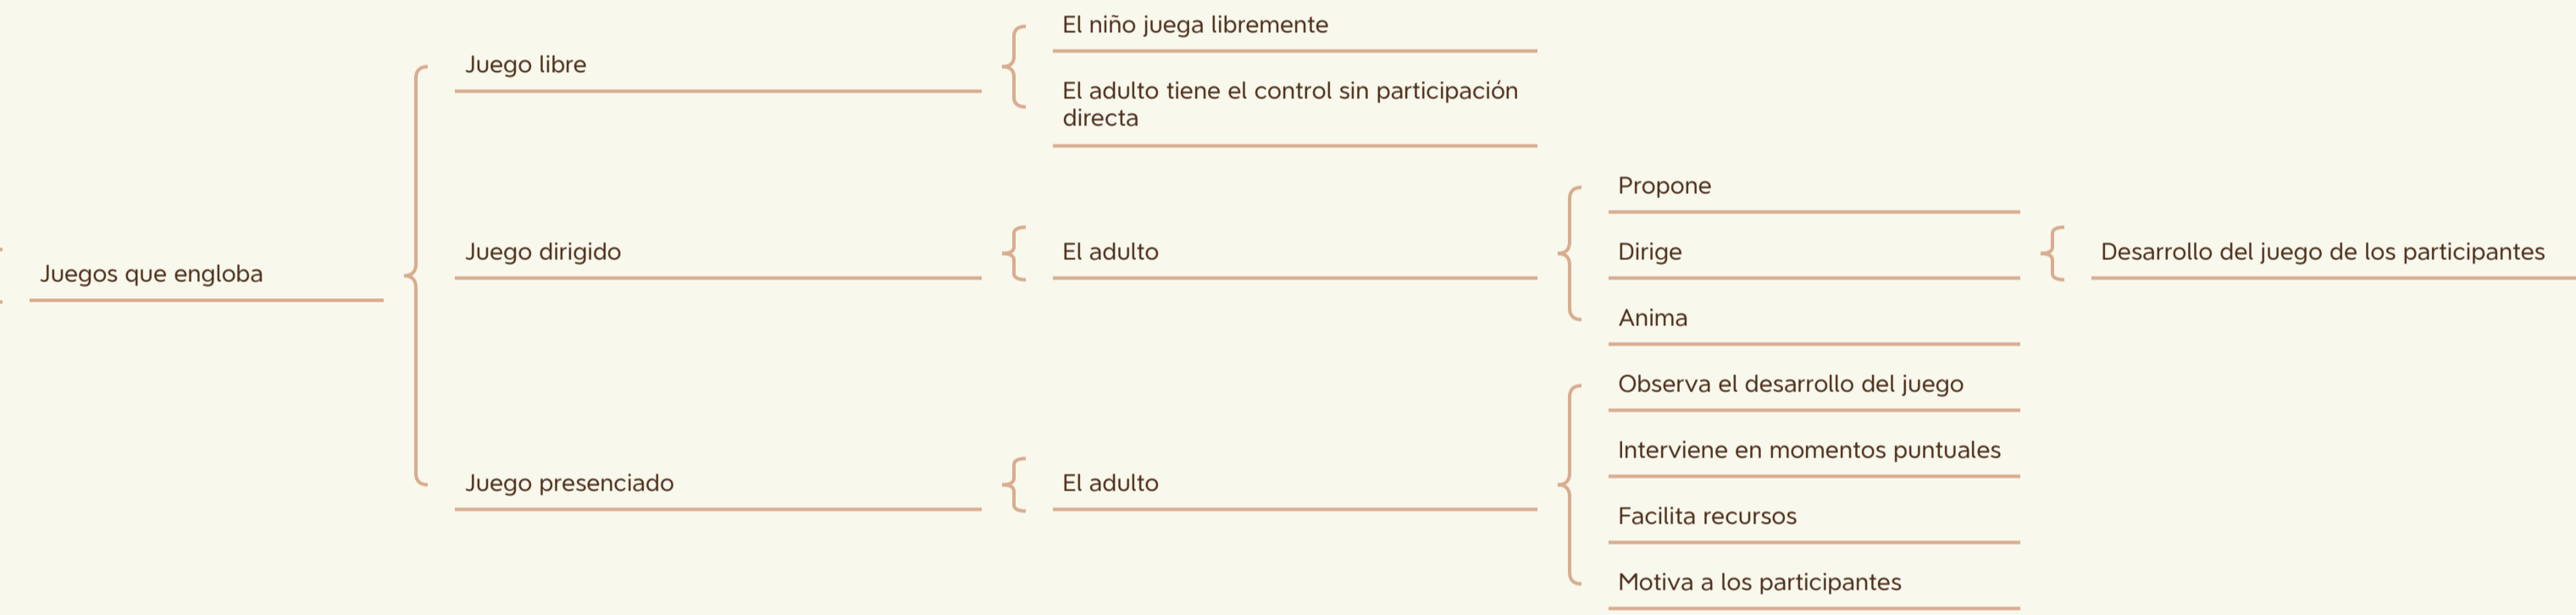 Juegos que engloba
Juego libre
El niño juega libremente
El adulto tiene el control sin participación
directa
Juego dirigido
El adulto
Propone
Dirige
Anima
Desarrollo del juego de los participantes
Juego presenciado
El adulto
Observa el desarrollo del juego
Interviene en momentos puntuales
Facilita recursos
Motiva a los participantes